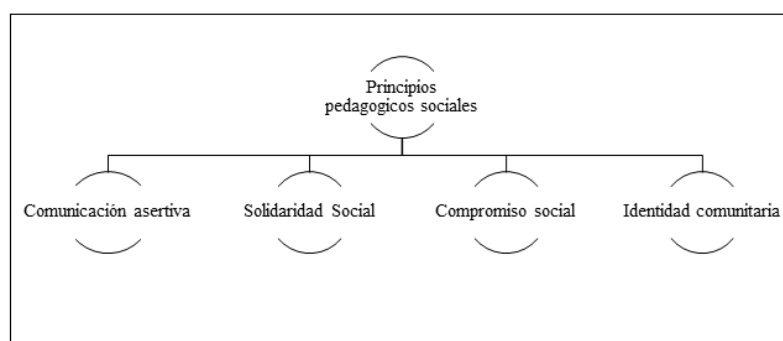 Principios
pedagogicos sociales
Comunicación asertiva
Solidaridad Social
Compromiso social
Identidad comunitaria